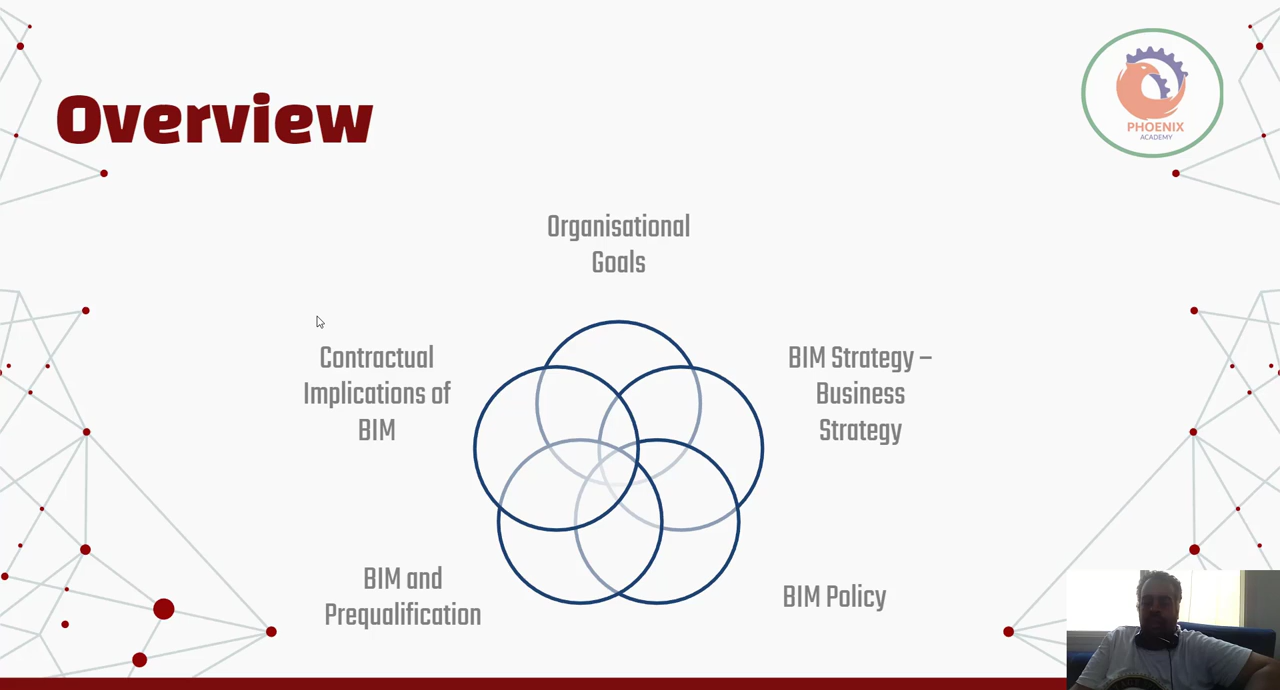 Overview
PHOENIX
ACADEMY
Organisational
Goals
Contractual
Implications of
BIM
BIM Strategy –
Business
Strategy
BIM and
Prequalification
BIM Policy